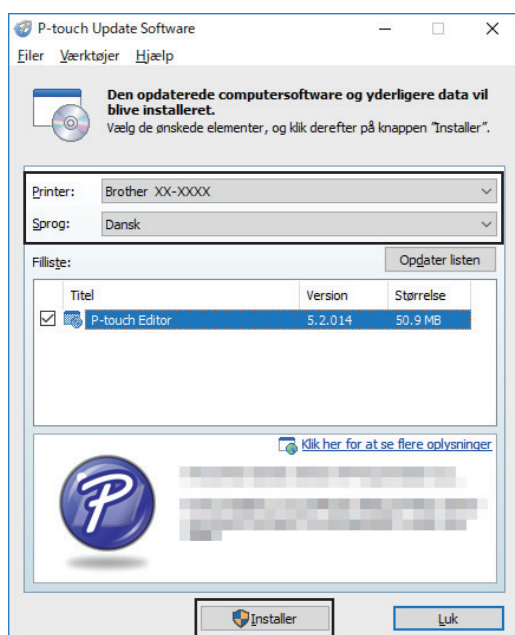 P-touch Update Software
Filer Værktøjer Hjælp
Den opdaterede computersoftware og yderligere data vil
blive installeret.
Vælg de ønskede elementer, og klik derefter på knappen "Installer".
Printer: Brother XX-XXXX
Sprog: Dansk
Filliste: Opdater listen
Titel Version Størrelse
P-touch Editor 5.2.014 50.9 MB
Klik her for at se flere oplysninger
P
Installer Luk